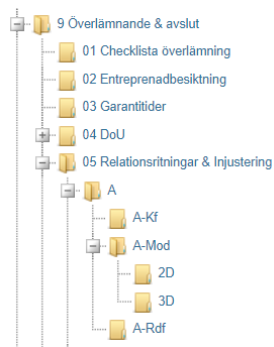 9 Överlämnande & avslut
01 Checklista överlämning
02 Entreprenadbesiktning
03 Garantitider
04 DoU
05 Relationsritningar & Injustering
A
A-Kf
A-Mod
2D
3D
A-Rdf